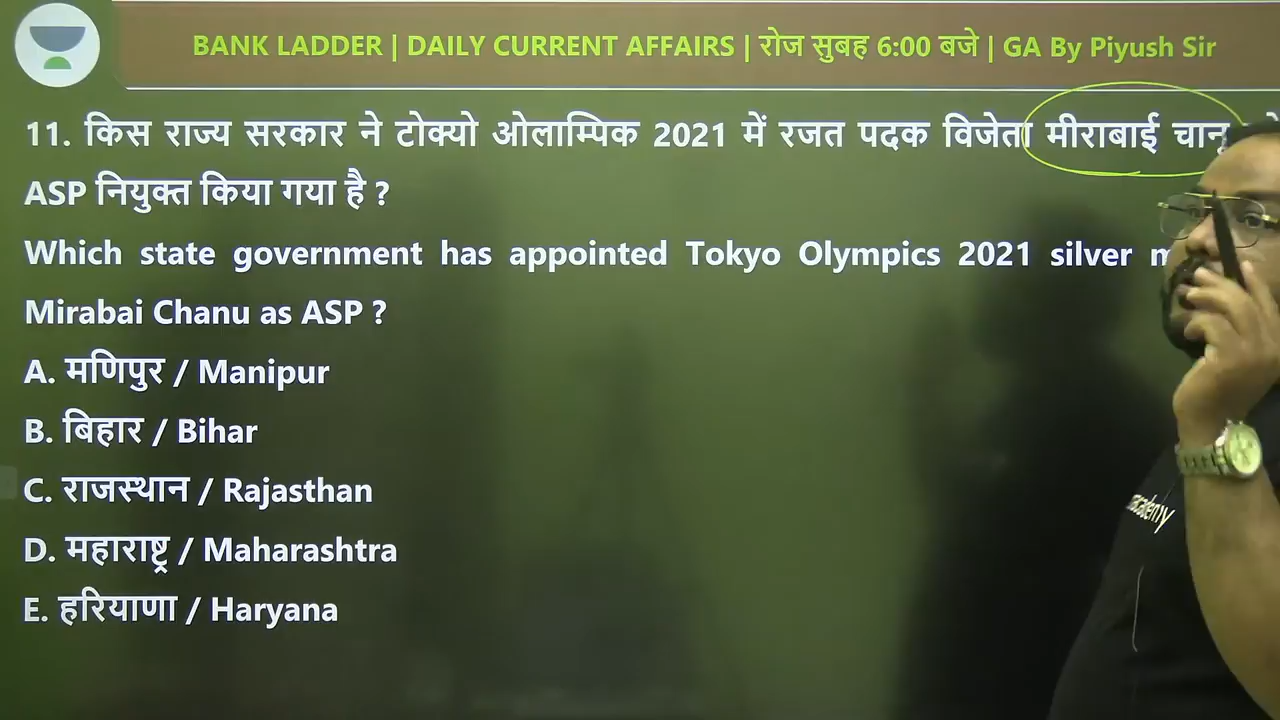 BANK LADDER | DAILY CURRENT AFFAIRS | रोज सुबह 6:00 बजे | GA By Piyush Sir
11. किस राज्य सरकार ने टोक्यो ओलाम्पिक 2021 में रजत पदक विजेता मीराबाई चानू
ASP नियुक्त किया गया है ?
Which state government has appointed Tokyo Olympics 2021 silver
Mirabai Chanu as ASP ?
A. मणिपुर / Manipur
B. बिहार / Bihar
C. राजस्थान / Rajasthan
D. महाराष्ट्र / Maharashtra
E. हरियाणा / Haryana